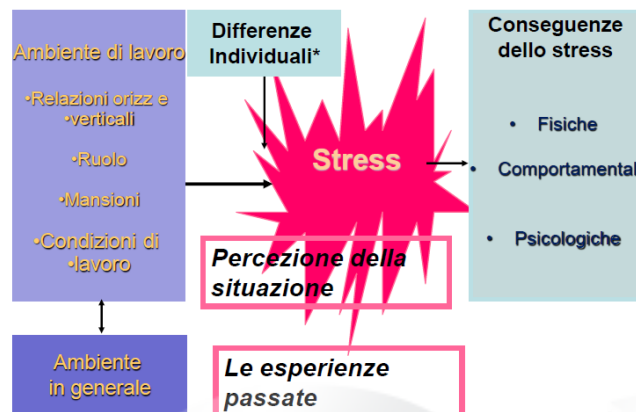 Ambiente di lavoro
•Relazioni orizz e
•verticali
•Ruolo
•Mansioni
•Condizioni di
•lavoro
Ambiente
in generale
Differenze
Individuali*
Stress
Percezione della
situazione
Le esperienze
passate
Conseguenze
dello stress
• Fisiche
• Comportamental
• Psicologiche